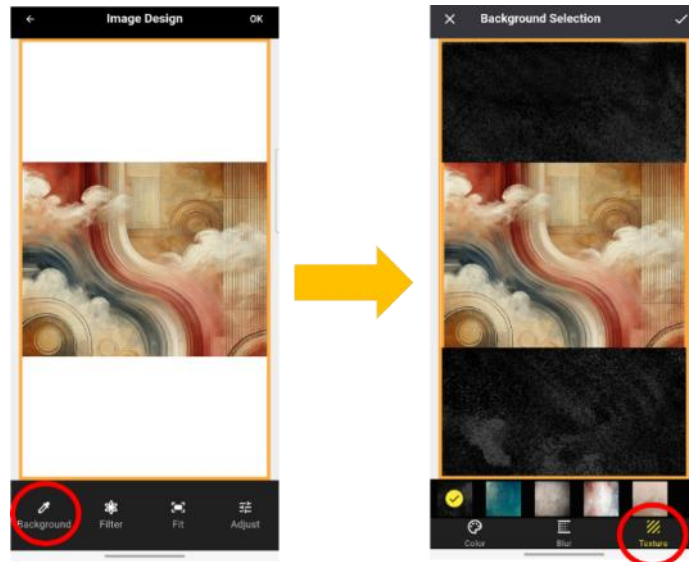 Image Design
OK
Background
Filter
Fit
Adjust
Background Selection
Color
Blur
Texture